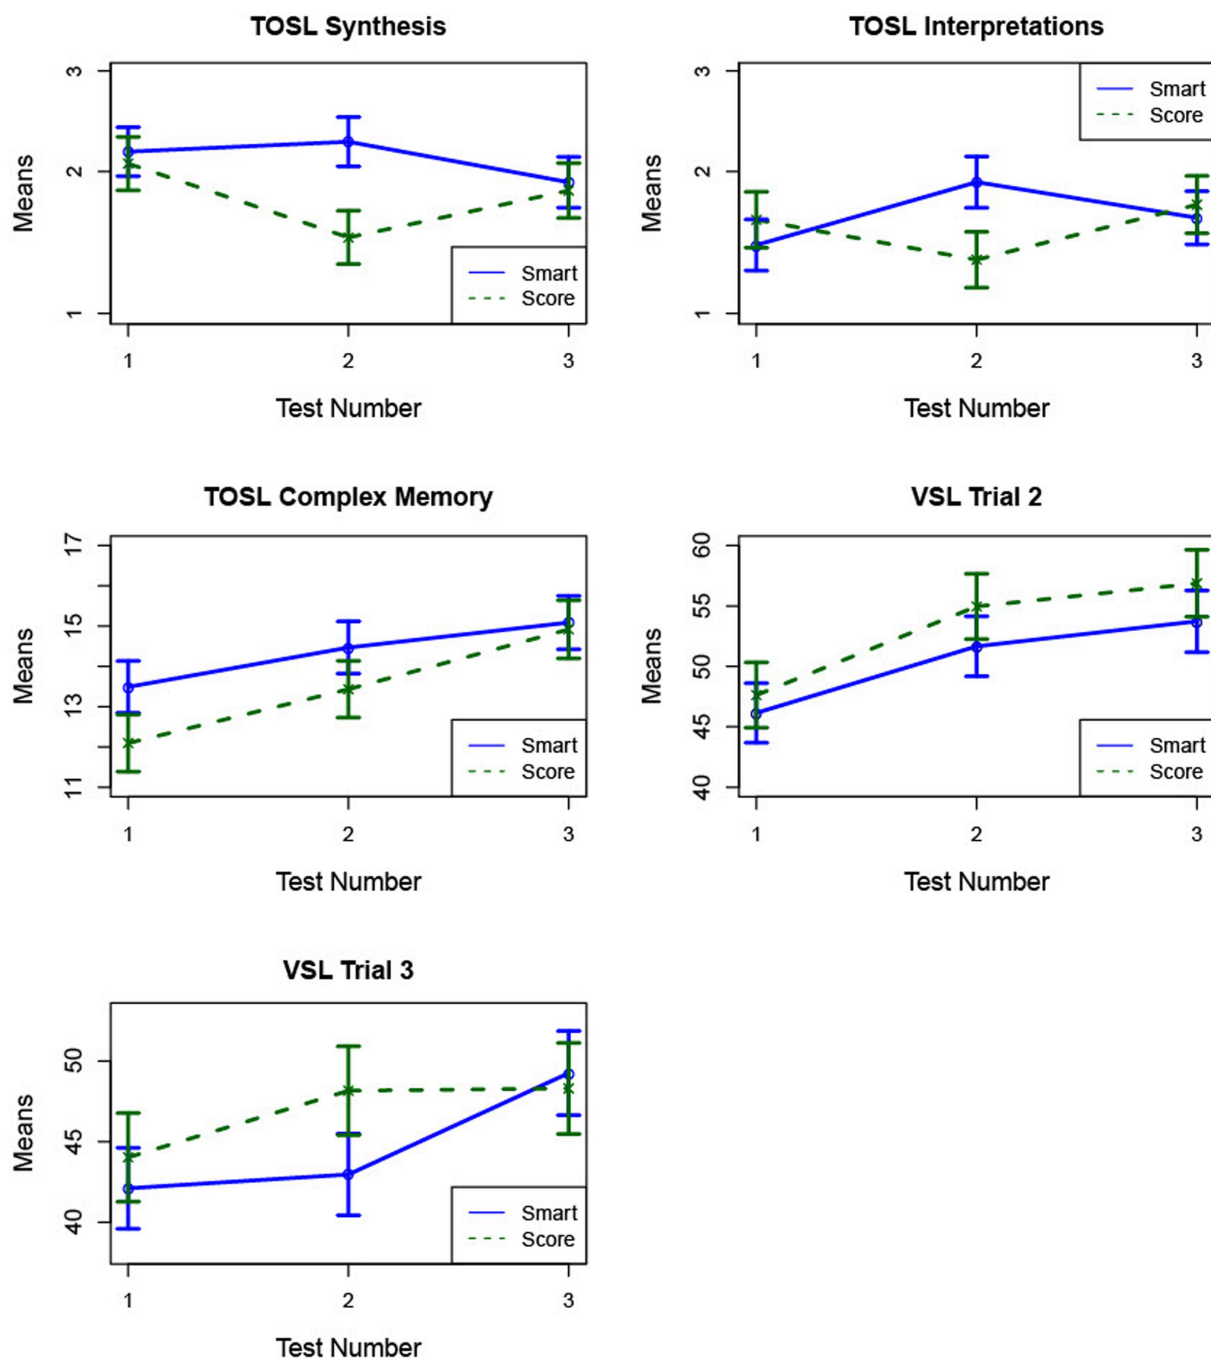 TOSL Synthesis
3
2
1
Means
Smart
Score
1 2 3
Test Number
TOSL Interpretations
3
2
1
Means
Smart
Score
1 2 3
Test Number
TOSL Complex Memory
17
15
13
11
Means
Smart
Score
1 2 3
Test Number
VSL Trial 2
60
55
50
45
40
Means
Smart
Score
1 2 3
Test Number
VSL Trial 3
50
45
40
Means
Smart
Score
1 2 3
Test Number